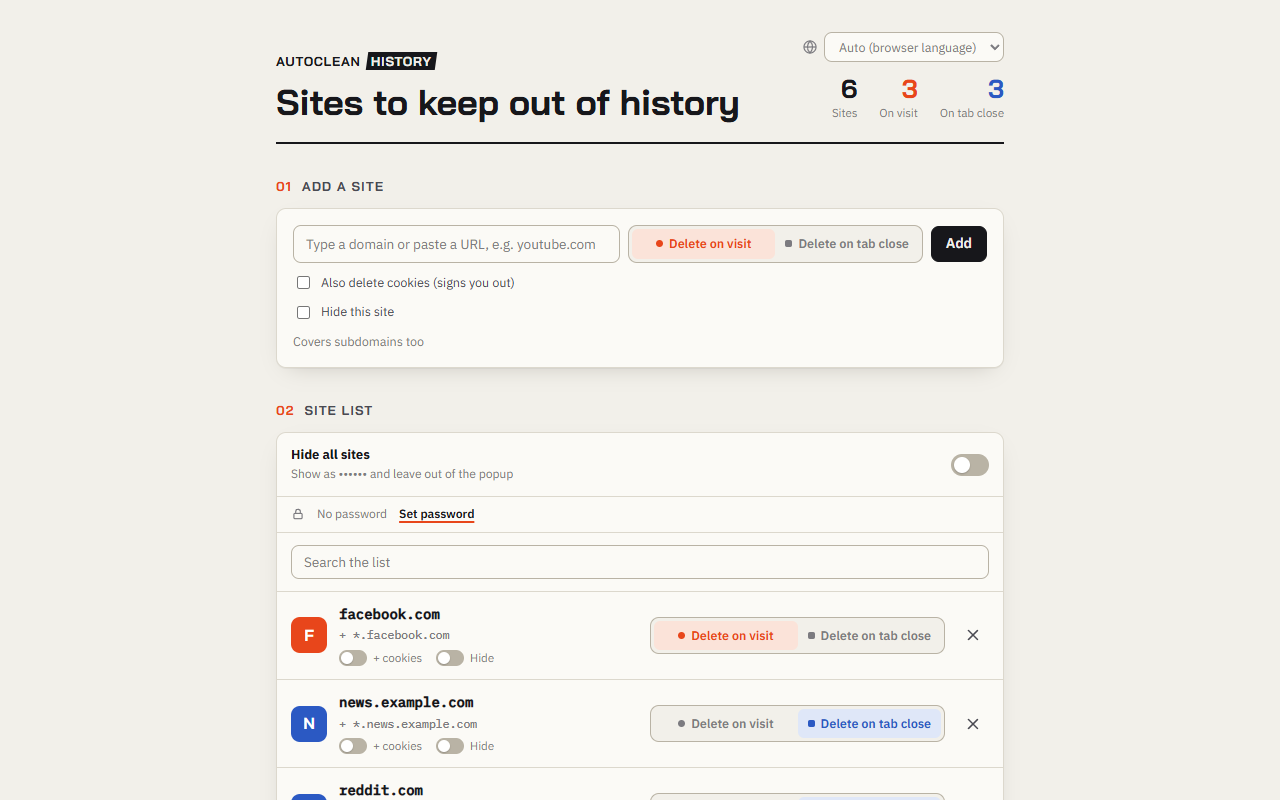 Auto (browser language)
AUTOCLEAN HISTORY
Sites to keep out of history
6 3 3
Sites On visit On tab close
01 ADD A SITE
Type a domain or paste a URL, e.g. youtube.com
Delete on visit
Delete on tab close
Add
Also delete cookies (signs you out)
Hide this site
Covers subdomains too
02 SITE LIST
Hide all sites
Show as •••••• and leave out of the popup
No password Set password
Search the list
F
facebook.com
+ *.facebook.com
+ cookies Hide
Delete on visit
Delete on tab close
N
news.example.com
+ *.news.example.com
+ cookies Hide
Delete on visit
Delete on tab close
reddit.com